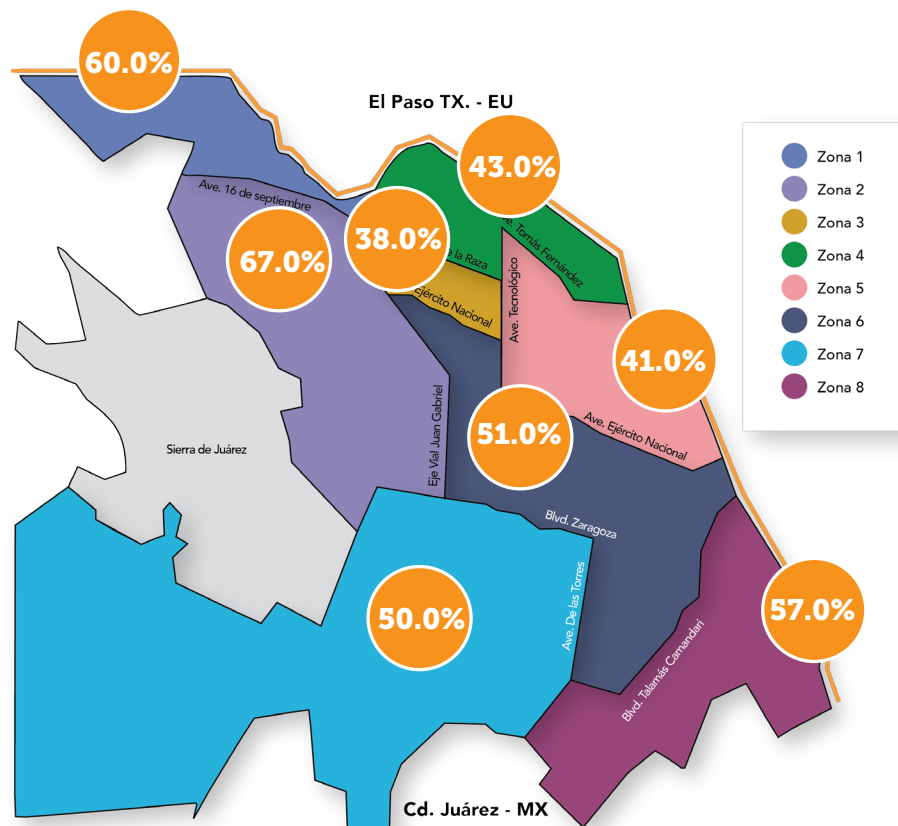 60.0%
El Paso TX. - EU
43.0%
Zona 1
Zona 2
Zona 3
Zona 4
Zona 5
Zona 6
Zona 7
Zona 8
Ave. 16 de septiembre
38.0%
67.0%
la Raza
Tomás Fernández
Ave. Tecnológico
Ejército Nacional
41.0%
Eje Vial Juan Gabriel
51.0%
Ave. Ejército Nacional
Sierra de Juárez
Blvd. Zaragoza
Ave. De las Torres
50.0%
57.0%
Blvd. Talamás Camandari
Cd. Juárez - MX